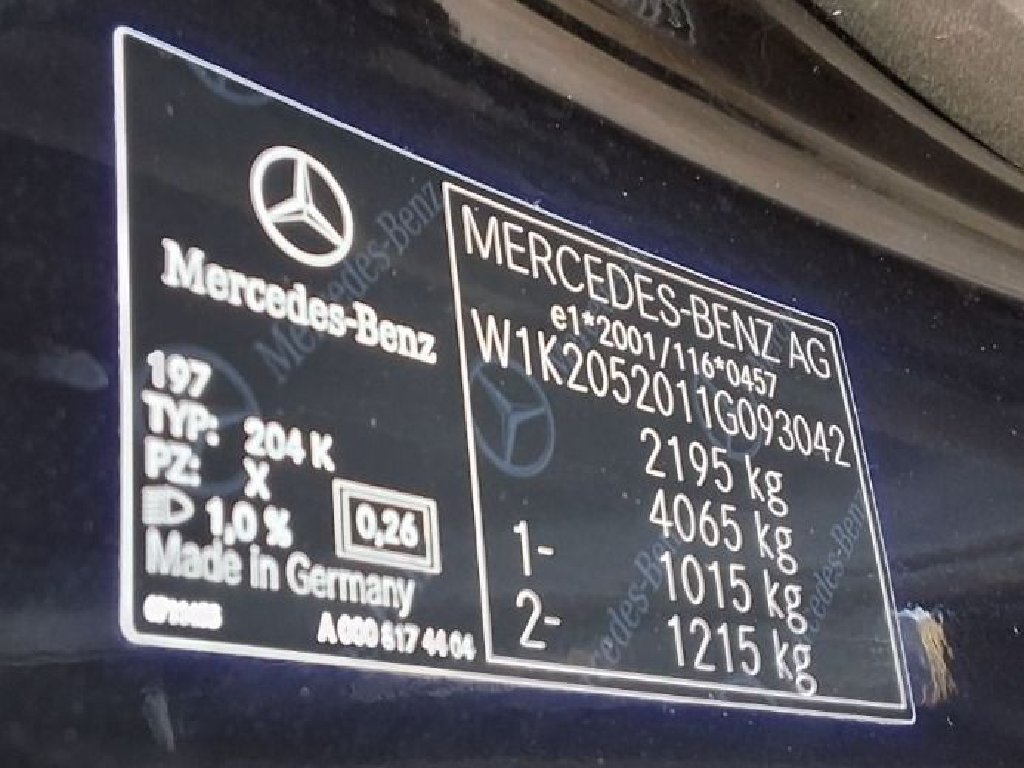 Mercedes-Benz
197
TYP: 204 K
PZ: X
1,0 % 0,26
Made in Germany
A 000 817 44 04
MERCEDES-BENZ AG
e1*2001/116*0457
W1K2052011G093042
2195 kg
4065 kg
1- 1015 kg
2- 1215 kg